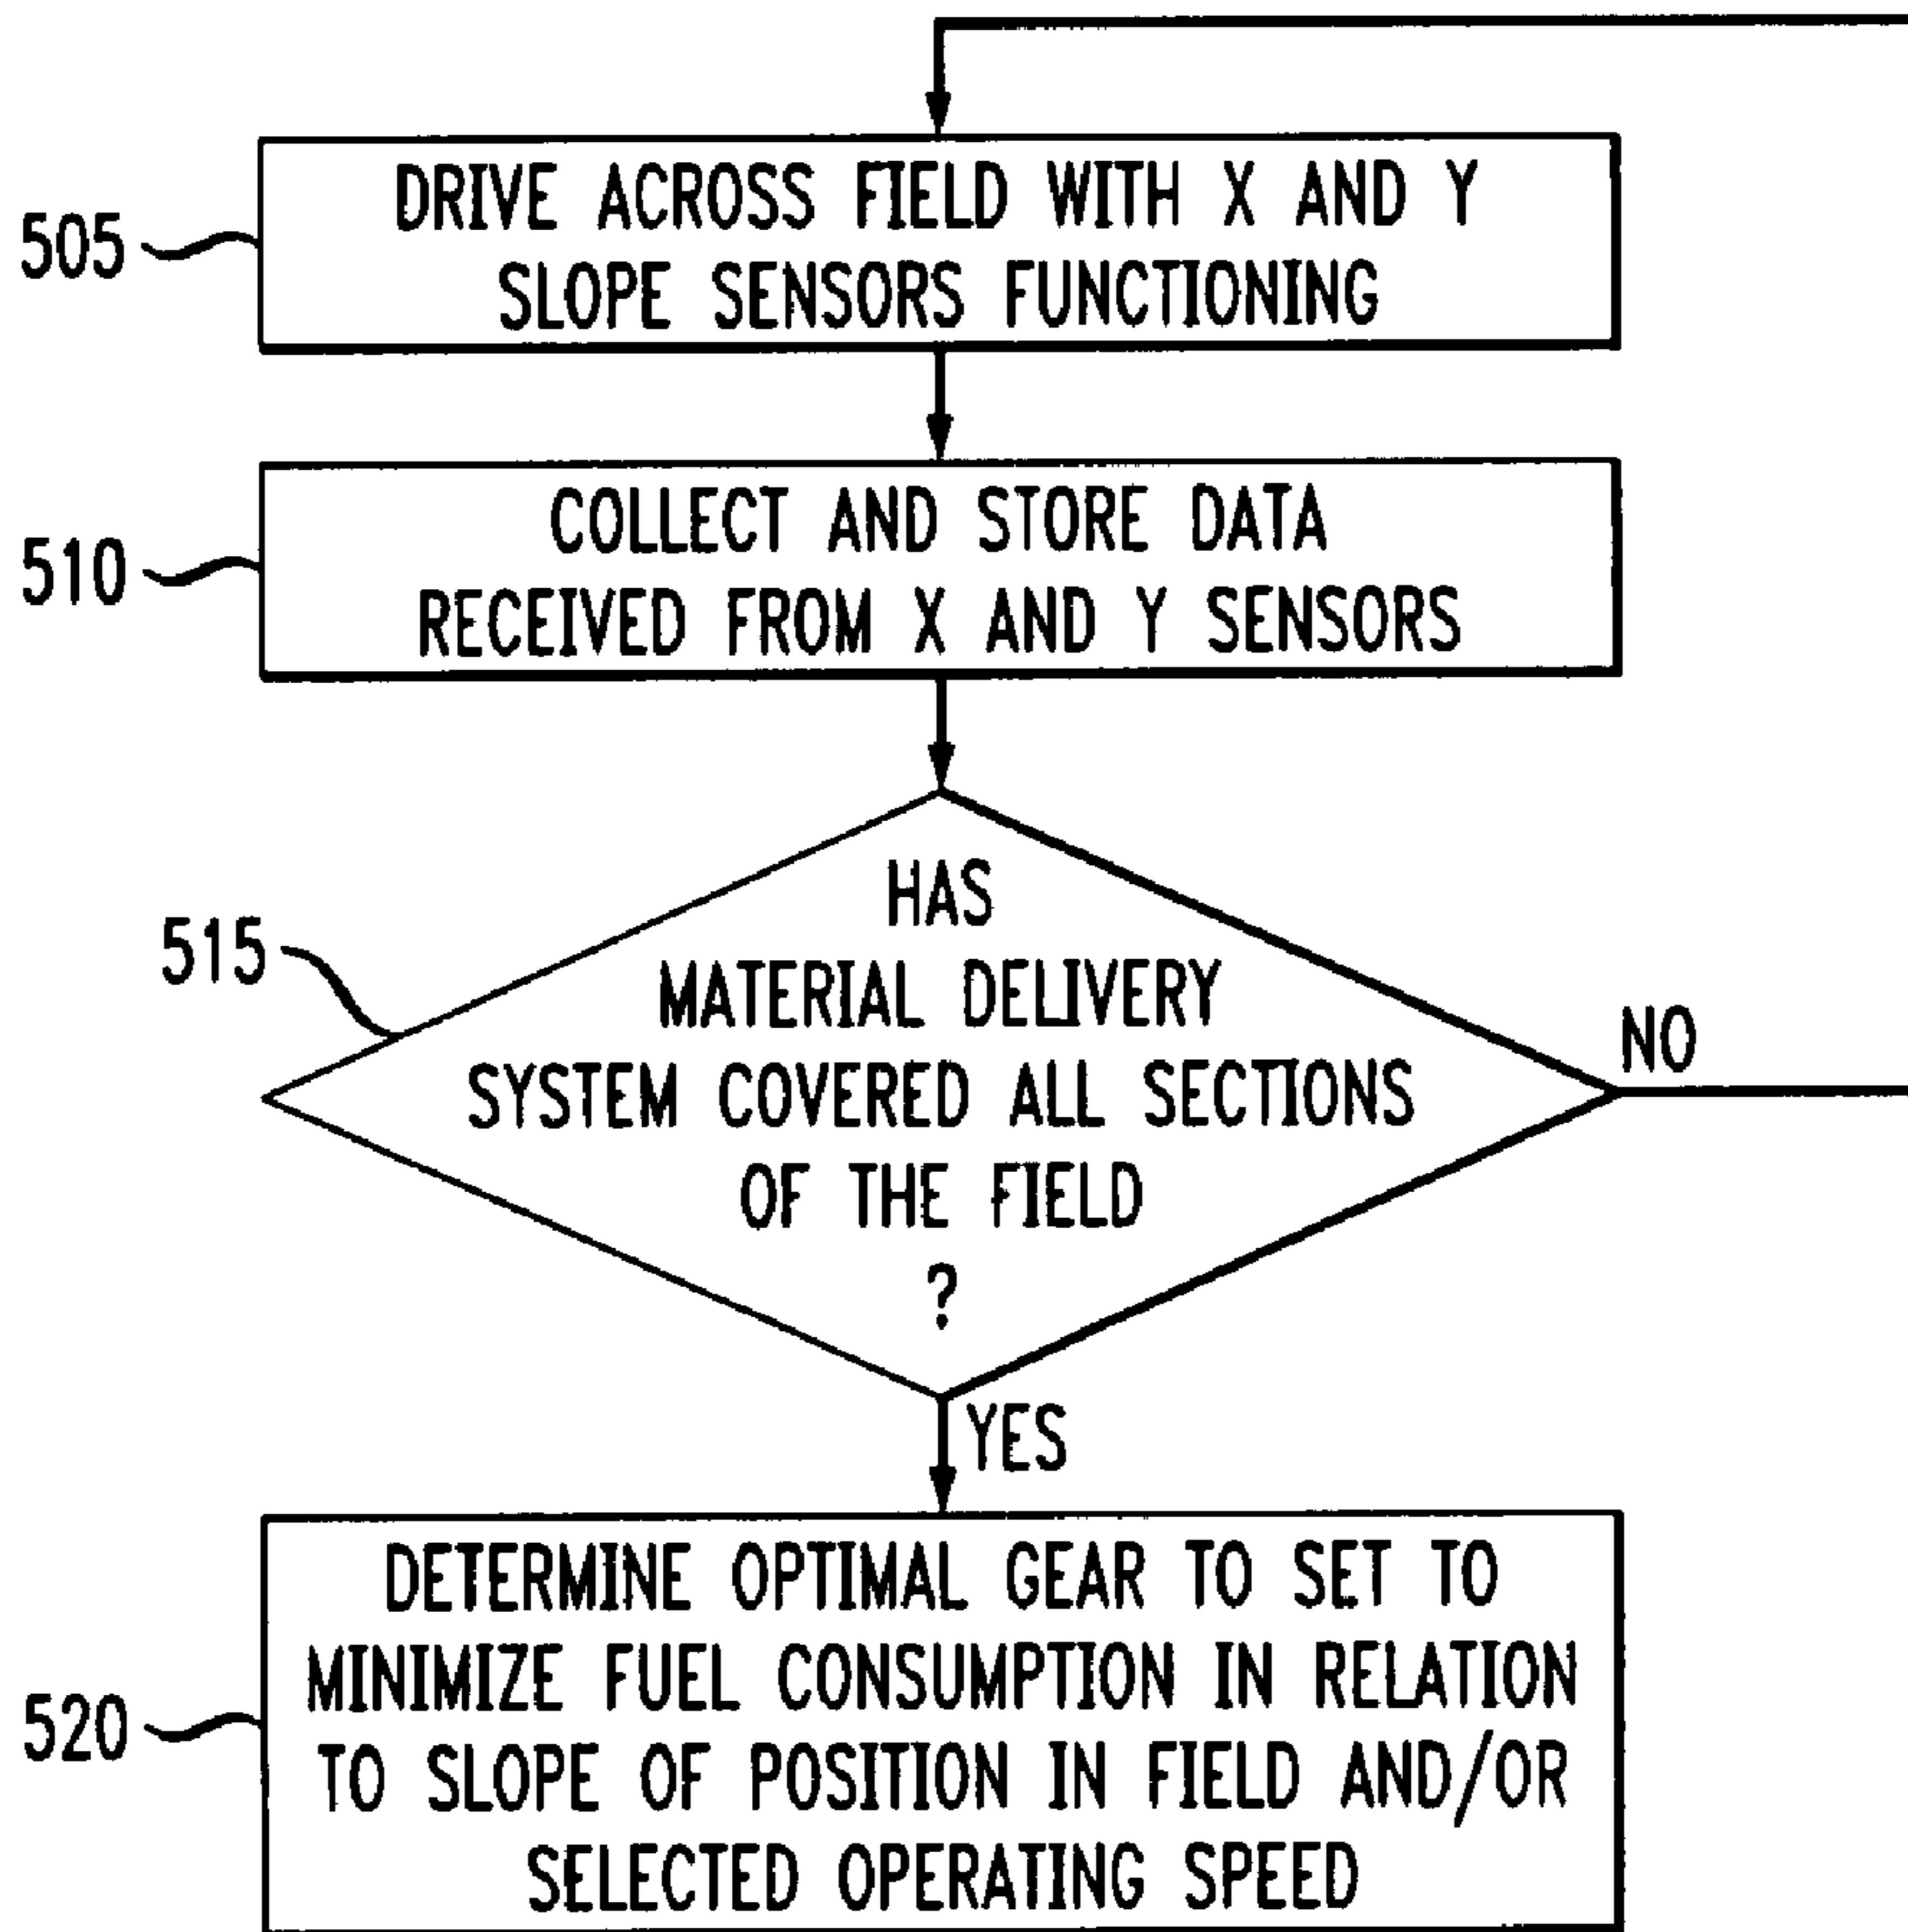 505
DRIVE ACROSS FIELD WITH X AND Y
SLOPE SENSORS FUNCTIONING
510
COLLECT AND STORE DATA
RECEIVED FROM X AND Y SENSORS
515
HAS
MATERIAL DELIVERY
SYSTEM COVERED ALL SECTIONS
OF THE FIELD
?
NO
YES
520
DETERMINE OPTIMAL GEAR TO SET TO
MINIMIZE FUEL CONSUMPTION IN RELATION
TO SLOPE OF POSITION IN FIELD AND/OR
SELECTED OPERATING SPEED